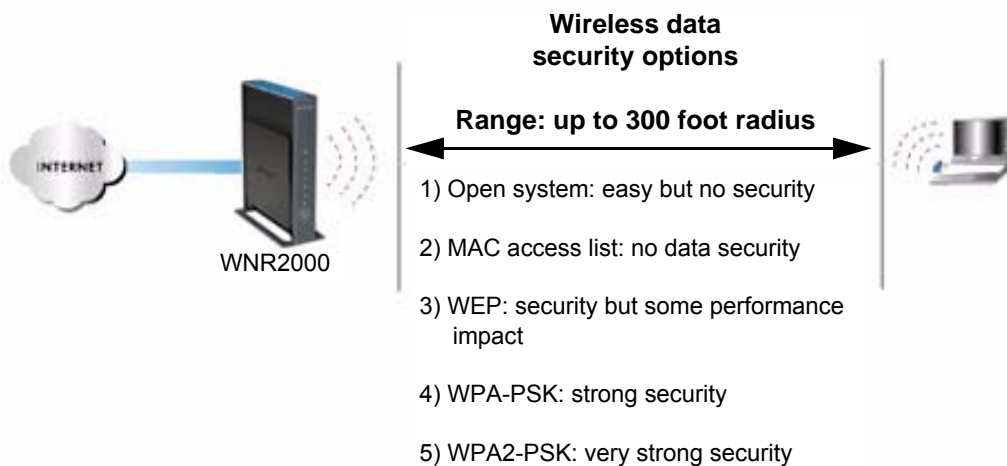 Wireless data
security options
Range: up to 300 foot radius
INTERNET
WNR2000
1) Open system: easy but no security
2) MAC access list: no data security
3) WEP: security but some performance
impact
4) WPA-PSK: strong security
5) WPA2-PSK: very strong security